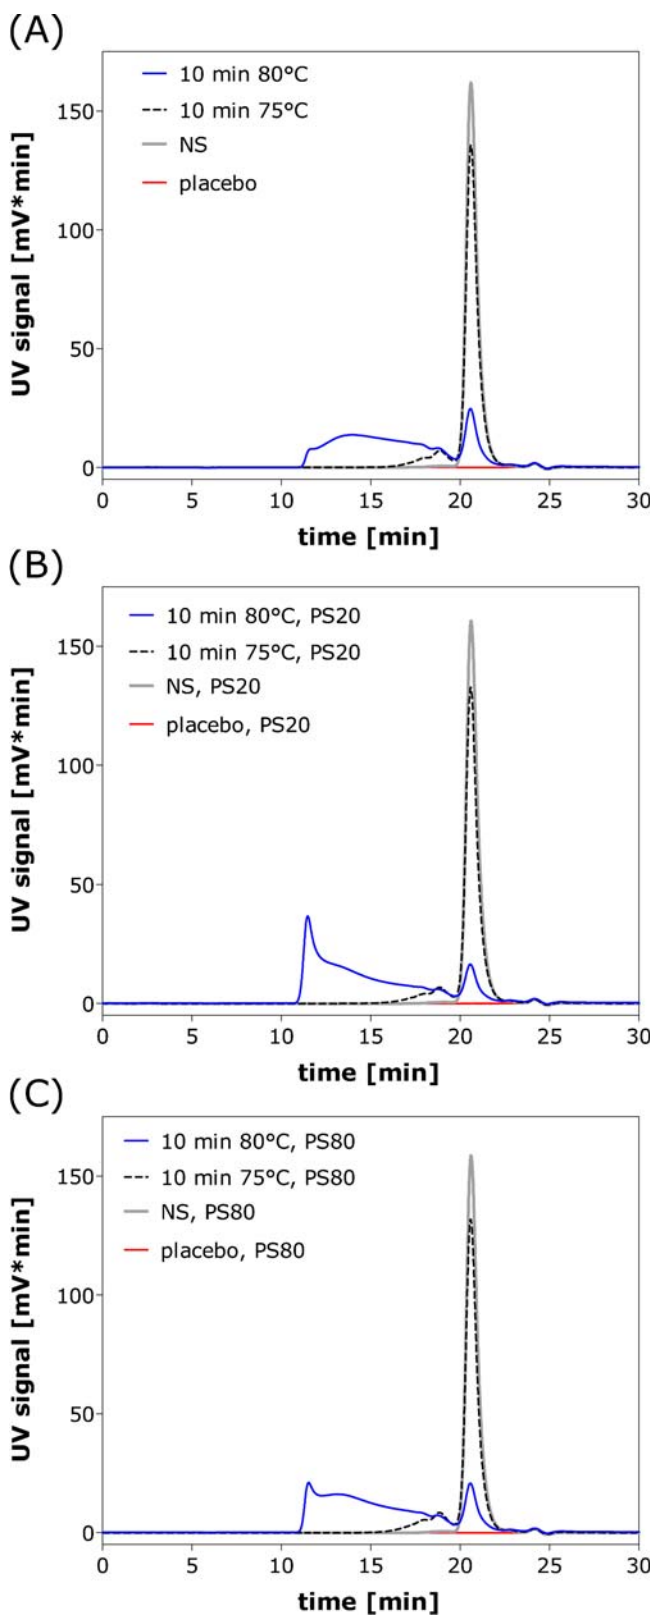 (A)
10 min 80°C
10 min 75°C
NS
placebo
150
100
50
0
UV signal [mV*min]
0 5 10 15 20 25 30
time [min]
(B)
10 min 80°C, PS20
10 min 75°C, PS20
NS, PS20
placebo, PS20
150
100
50
0
UV signal [mV*min]
0 5 10 15 20 25 30
time [min]
(C)
10 min 80°C, PS80
10 min 75°C, PS80
NS, PS80
placebo, PS80
150
100
50
0
UV signal [mV*min]
0 5 10 15 20 25 30
time [min]